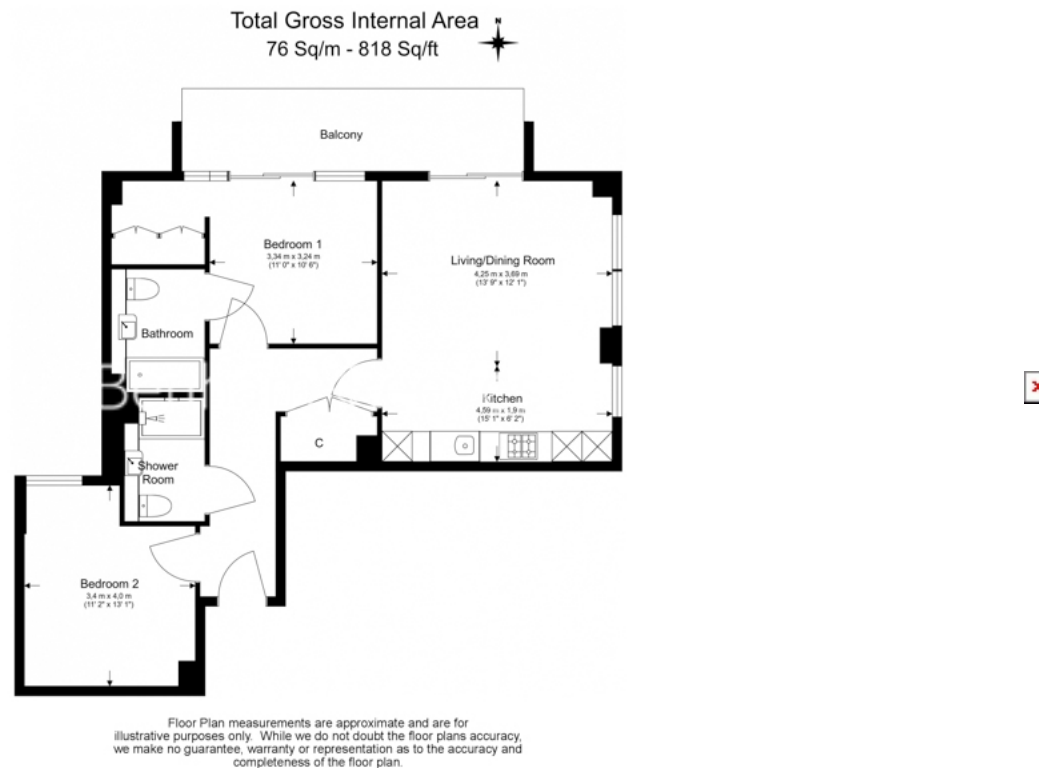 Total Gross Internal Area
76 Sq/m - 818 Sq/ft
N
Balcony
Bedroom 1
3,34 m x 3,24 m
(11' 0" x 10' 6")
Living/Dining Room
4,25 m x 3,69 m
(13' 9" x 12' 1")
Bathroom
Kitchen
4,59 m x 1,9 m
(15' 1" x 6' 2")
C
Shower
Room
Bedroom 2
3,4 m x 4,0 m
(11' 2" x 13' 1")
Floor Plan measurements are approximate and are for
illustrative purposes only. While we do not doubt the floor plans accuracy,
we make no guarantee, warranty or representation as to the accuracy and
completeness of the floor plan.